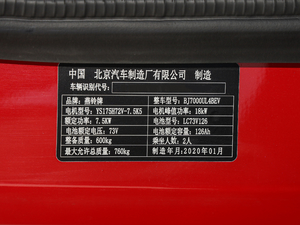 中国 北京汽车制造厂有限公司 制造
车辆识别代号：
品牌：燕铃牌 整车型号：BJ7000UL4BEV
电机型号：YS175H72V-7.5K5 电机峰值功率：18kW
额定功率：7.5KW 电池型号：LC73V126
电池额定电压：73V 电池额定容量：126Ah
整备质量：600kg 乘坐人数：2人
最大允许总质量：760kg 制造年月：2020年01月